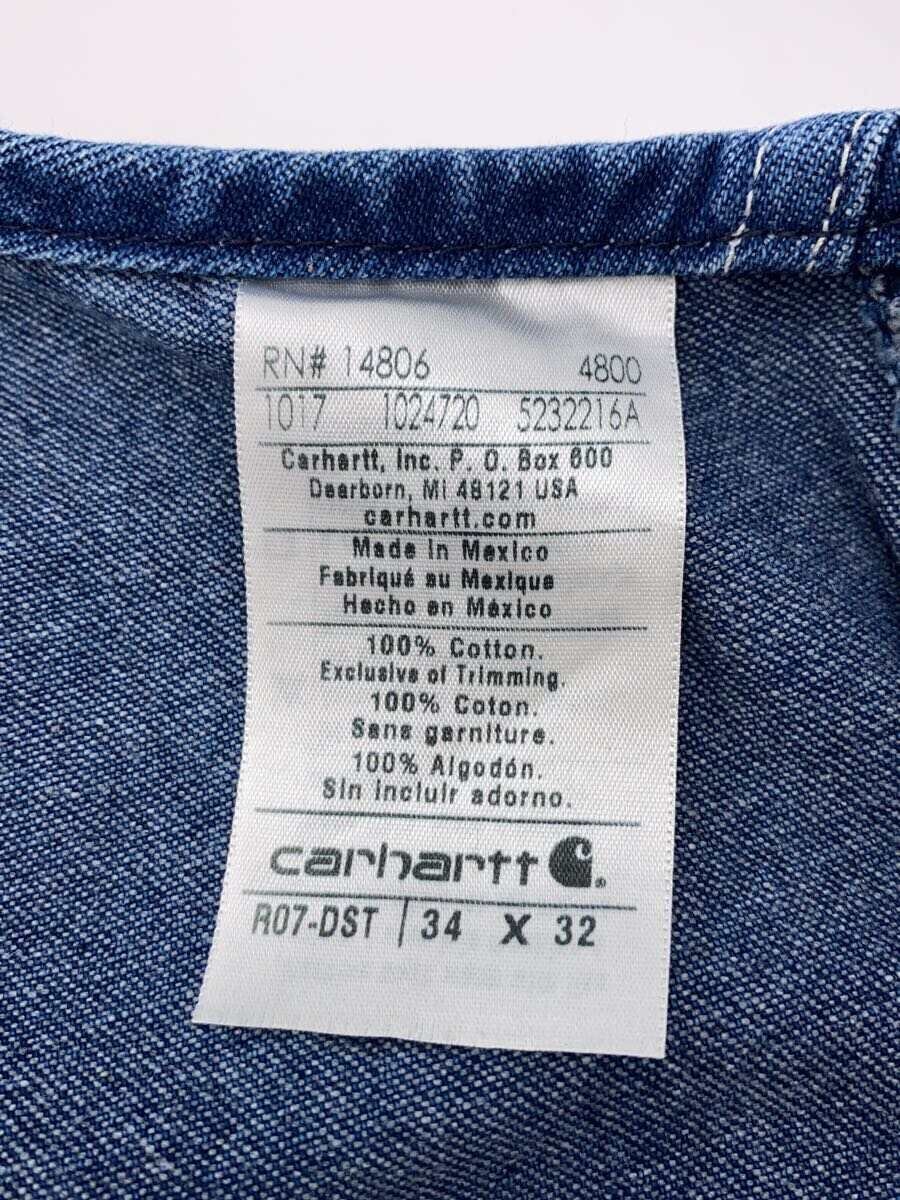 RN# 14806 4800
1017 1024720 5232216A
Carhartt, Inc. P. O. Box 600
Dearborn, MI 48121 USA
carhartt.com
Made in Mexico
Fabriqué au Mexique
Hecho en México
100% Cotton.
Exclusive of Trimming.
100% Coton.
Sans garniture.
100% Algodón.
Sin incluir adorno.
carhartt
R07-DST | 34 X 32